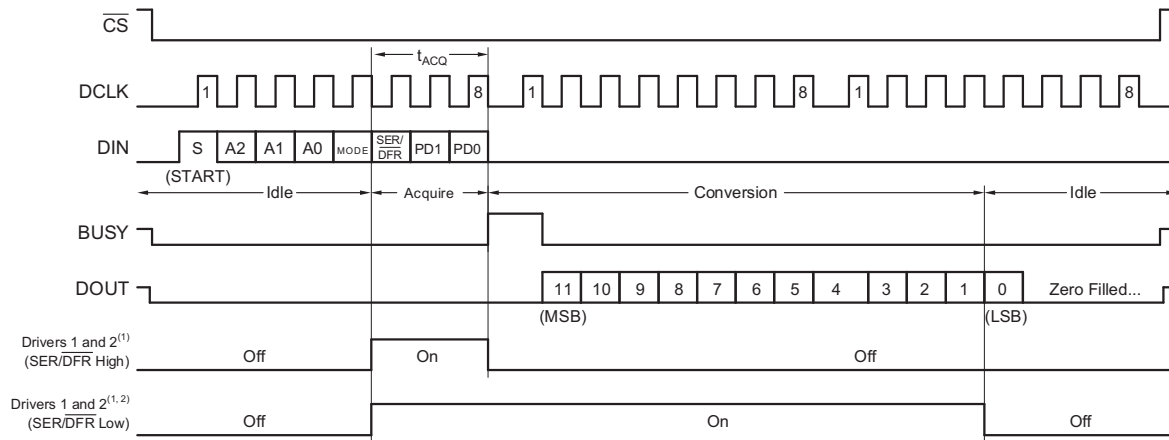 CS
tACQ
DCLK 1 8 1 8 1 8
DIN S A2 A1 A0 MODE SER/DFR PD1 PD0
(START)
Idle Acquire Conversion Idle
BUSY
DOUT 11 10 9 8 7 6 5 4 3 2 1 0 Zero Filled...
(MSB) (LSB)
Drivers 1 and 2(1)
(SER/DFR High) Off On Off
Drivers 1 and 2(1, 2)
(SER/DFR Low) Off On Off